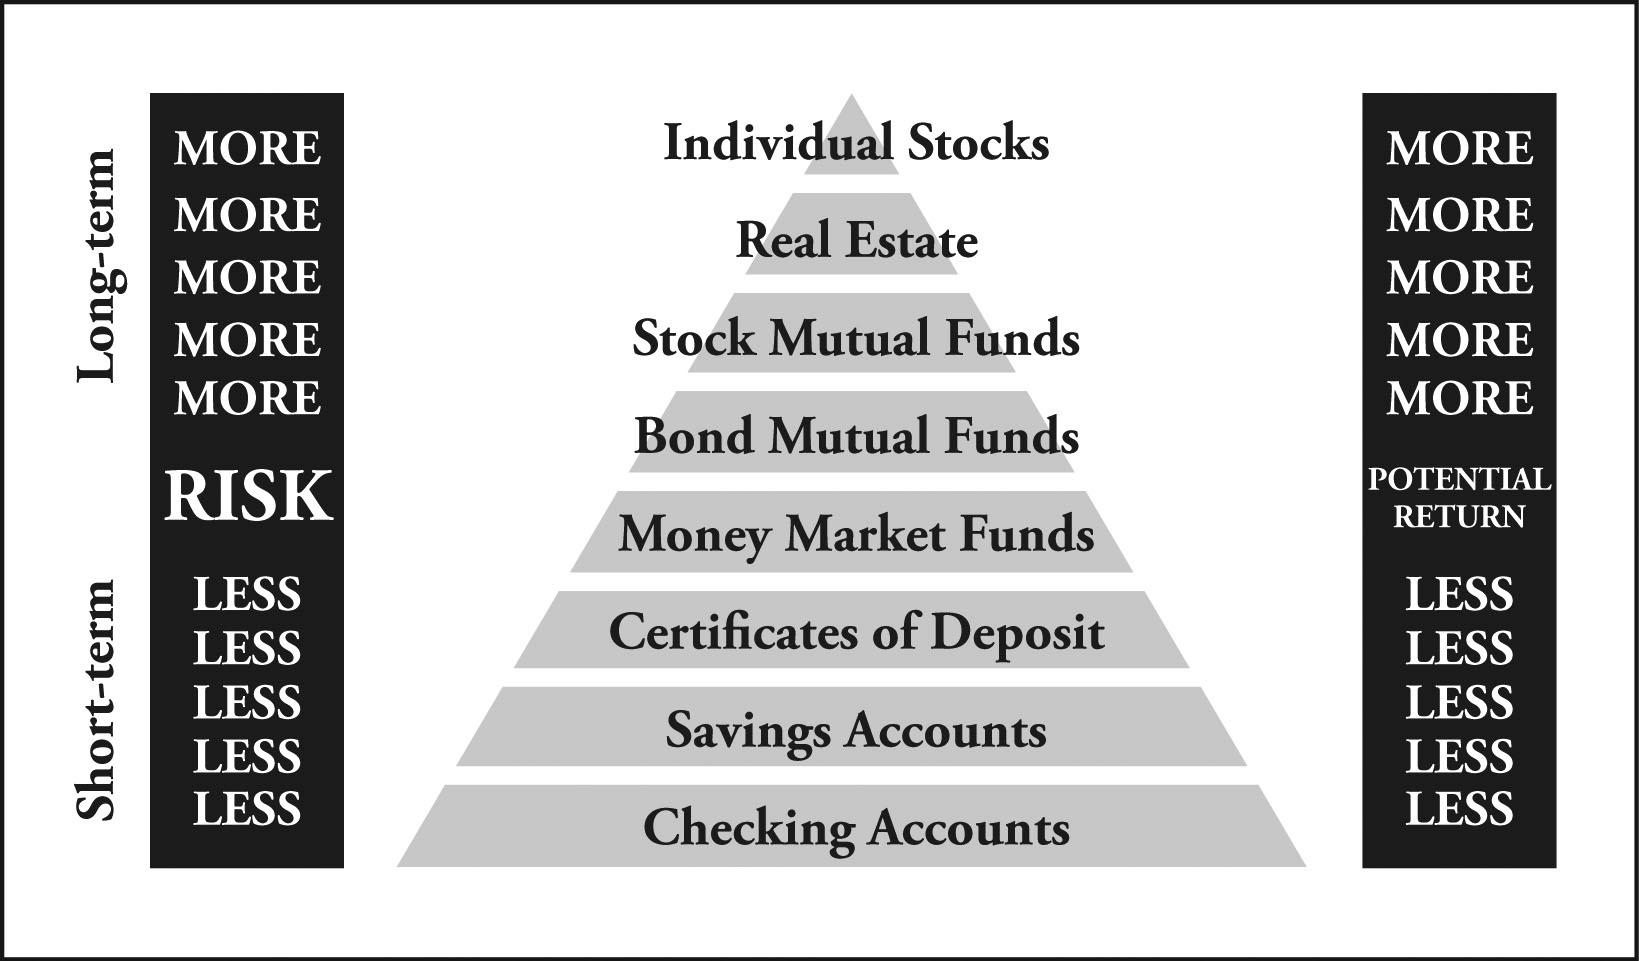 Long-term
Short-term
MORE
MORE
MORE
MORE
MORE
RISK
LESS
LESS
LESS
LESS
LESS
Individual Stocks
Real Estate
Stock Mutual Funds
Bond Mutual Funds
Money Market Funds
Certificates of Deposit
Savings Accounts
Checking Accounts
MORE
MORE
MORE
MORE
MORE
POTENTIAL
RETURN
LESS
LESS
LESS
LESS
LESS